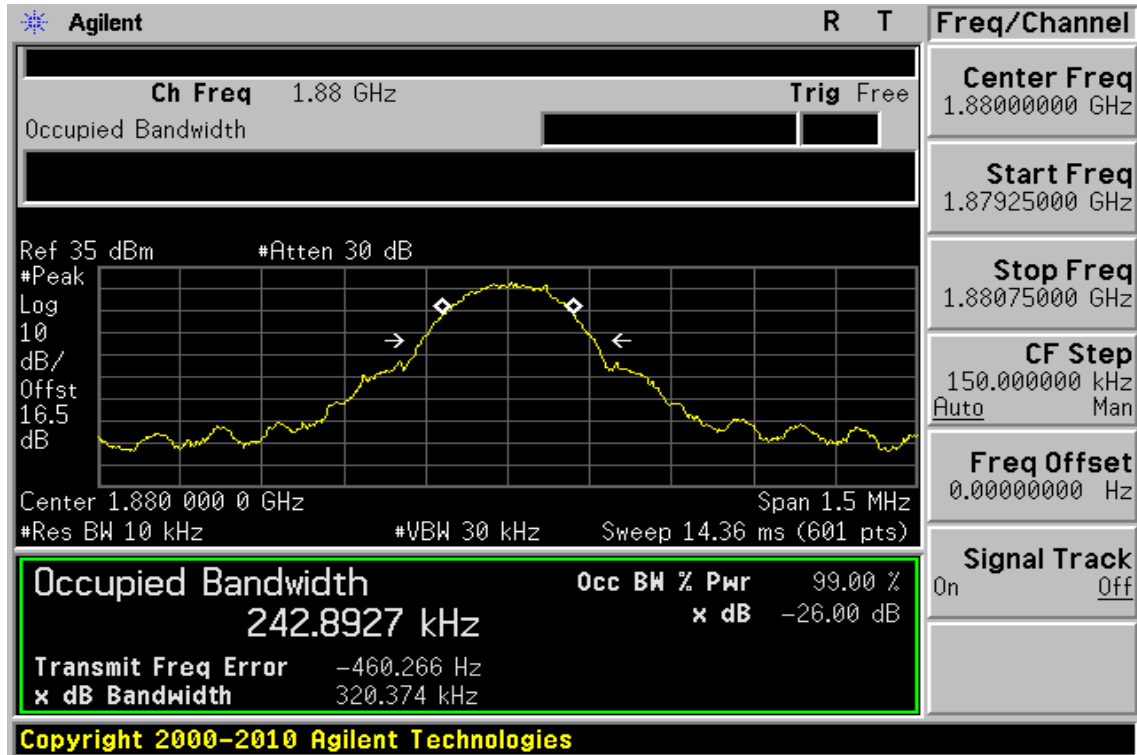 Agilent R T
Ch Freq 1.88 GHz Trig Free
Occupied Bandwidth
Ref 35 dBm #Atten 30 dB
#Peak
Log
10
dB/
Offst
16.5
dB
Center 1.880 000 0 GHz Span 1.5 MHz
#Res BW 10 kHz #VBW 30 kHz Sweep 14.36 ms (601 pts)
Occupied Bandwidth Occ BW % Pwr 99.00 %
242.8927 kHz x dB -26.00 dB
Transmit Freq Error -460.266 Hz
x dB Bandwidth 320.374 kHz
Copyright 2000-2010 Agilent Technologies
Freq/Channel
Center Freq
1.88000000 GHz
Start Freq
1.87925000 GHz
Stop Freq
1.88075000 GHz
CF Step
150.000000 kHz
Auto Man
Freq Offset
0.00000000 Hz
Signal Track
On Off